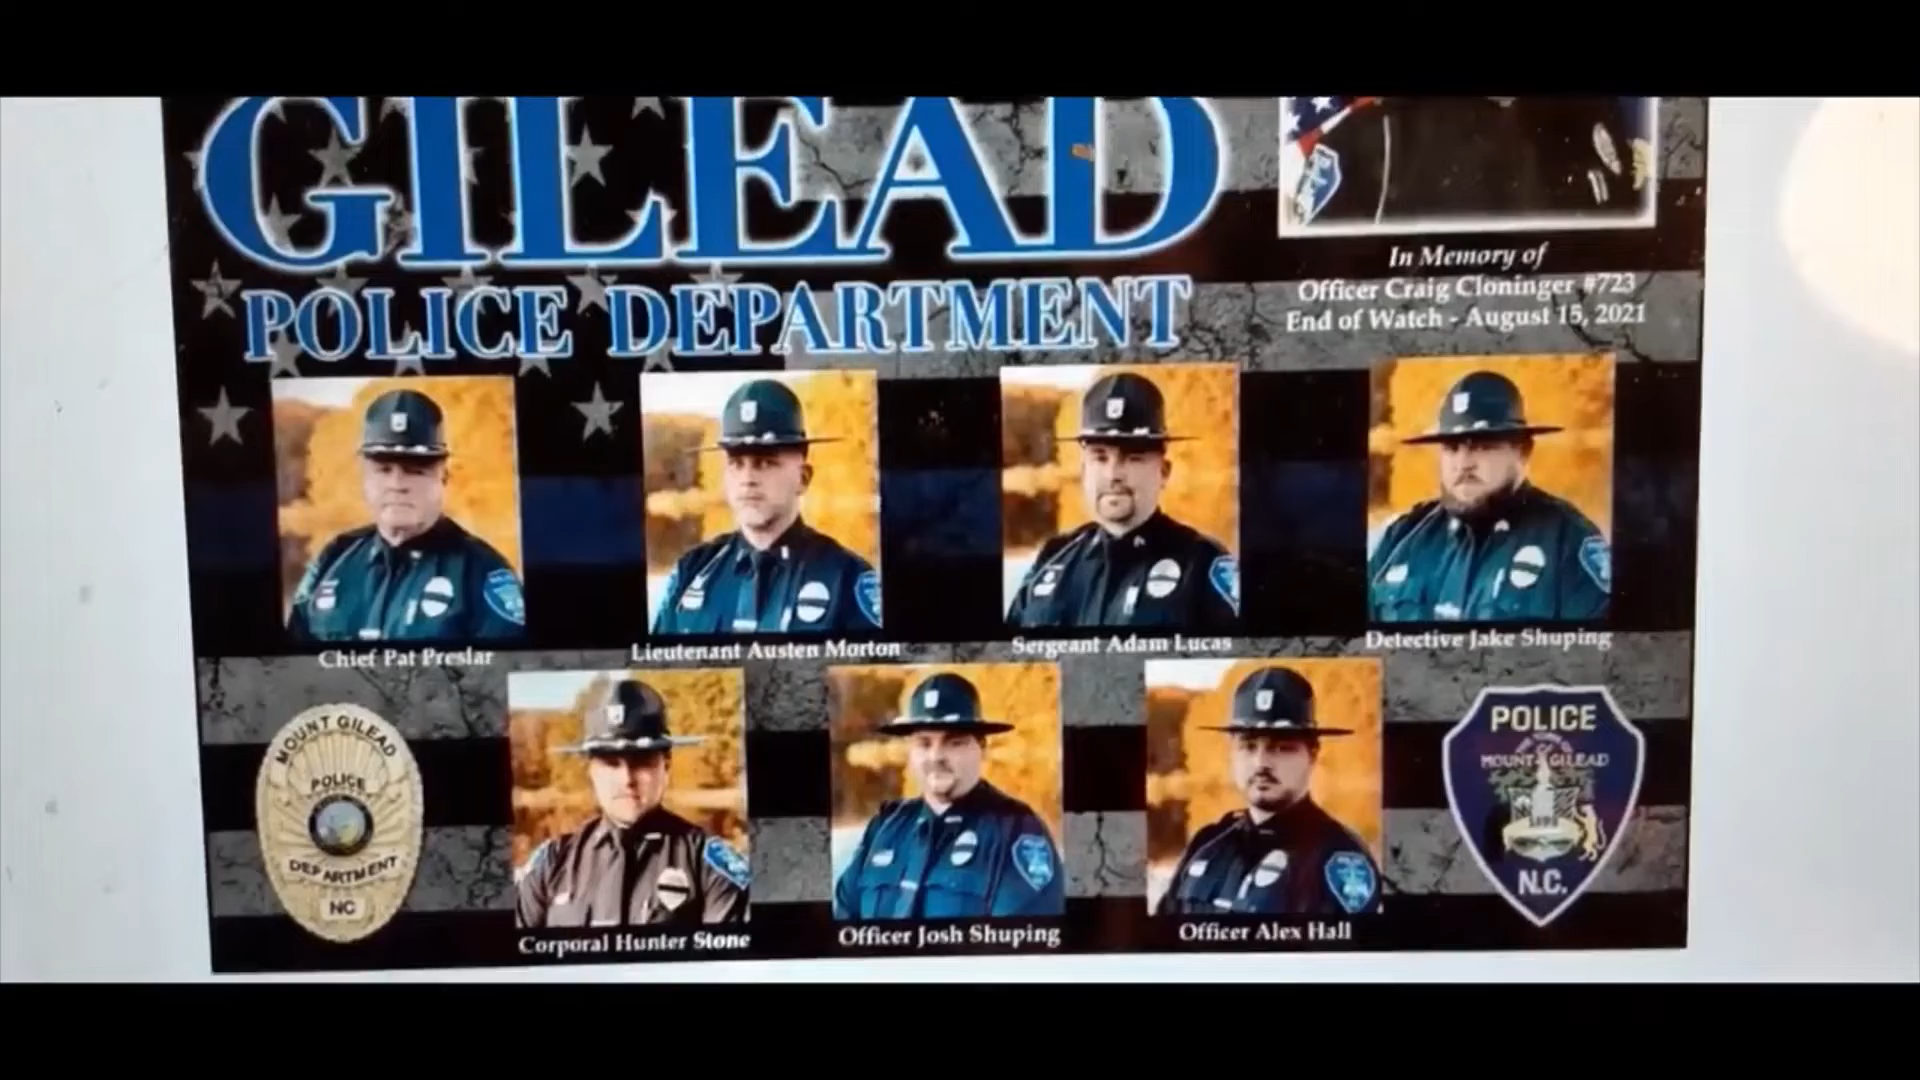 GILEAD
POLICE DEPARTMENT
In Memory of
Officer Craig Cloninger #723
End of Watch - August 15, 2021
Chief Pat Preslar
Lieutenant Austen Morton
Sergeant Adam Lucas
Detective Jake Shuping
MOUNT GILEAD
POLICE
DEPARTMENT
NC
Corporal Hunter Stone
Officer Josh Shuping
Officer Alex Hall
POLICE
MOUNT GILEAD
1899
N.C.